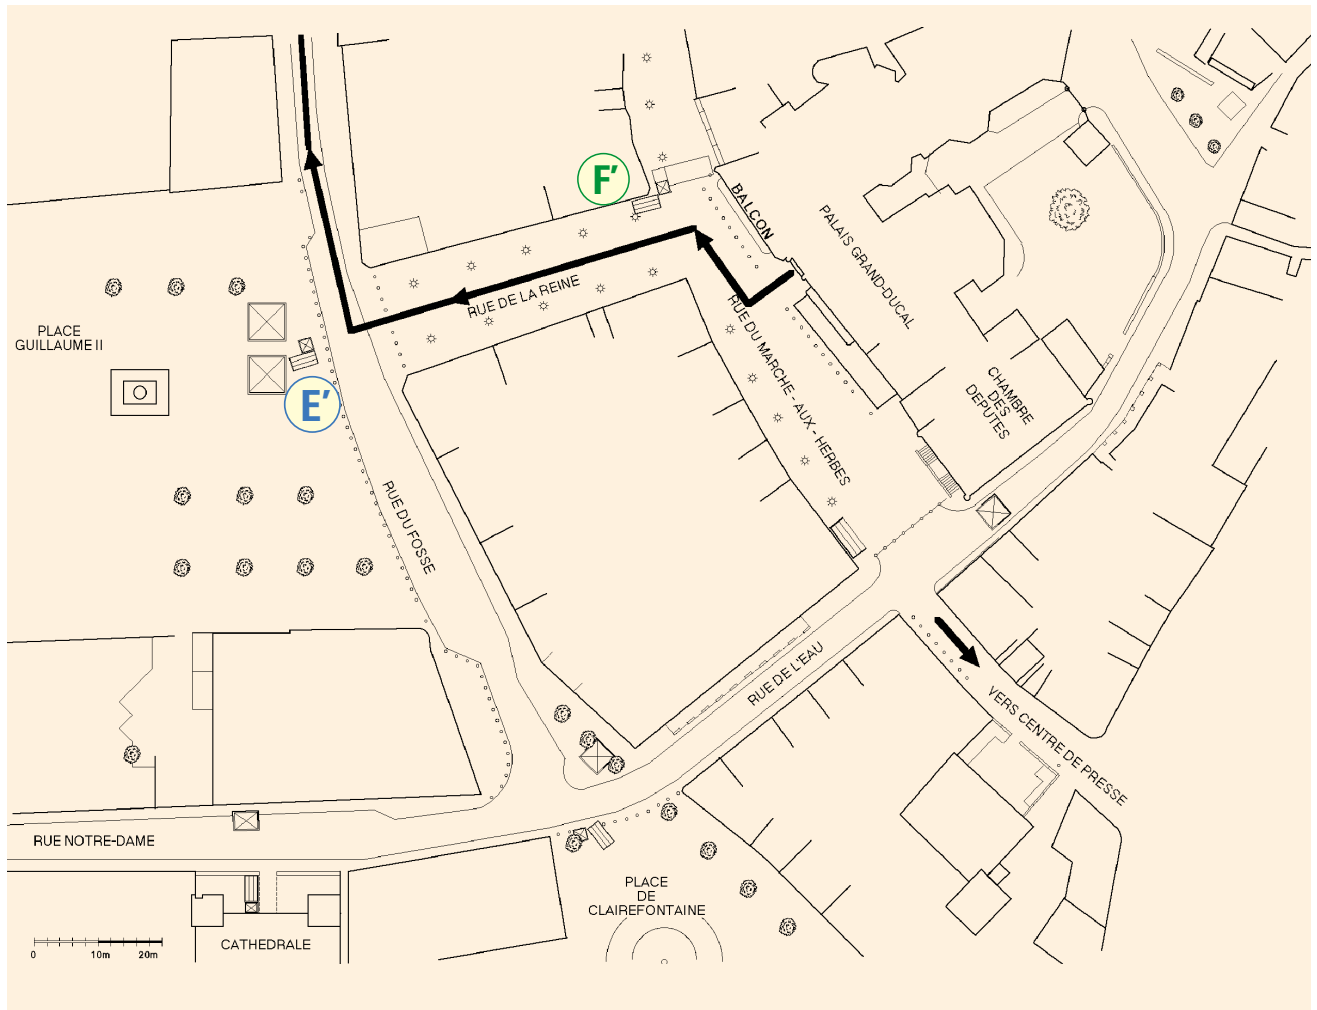 F'
BALCON
PALAIS GRAND-DUCAL
RUE DE LA REINE
PLACE
GUILLAUME II
E'
RUE DU MARCHE - AUX - HERBES
CHAMBRE
DES
DEPUTES
RUE DU FOSSE
RUE DE L'EAU
VERS CENTRE DE PRESSE
RUE NOTRE-DAME
PLACE
DE
CLAIREFONTAINE
CATHEDRALE
0 10m 20m